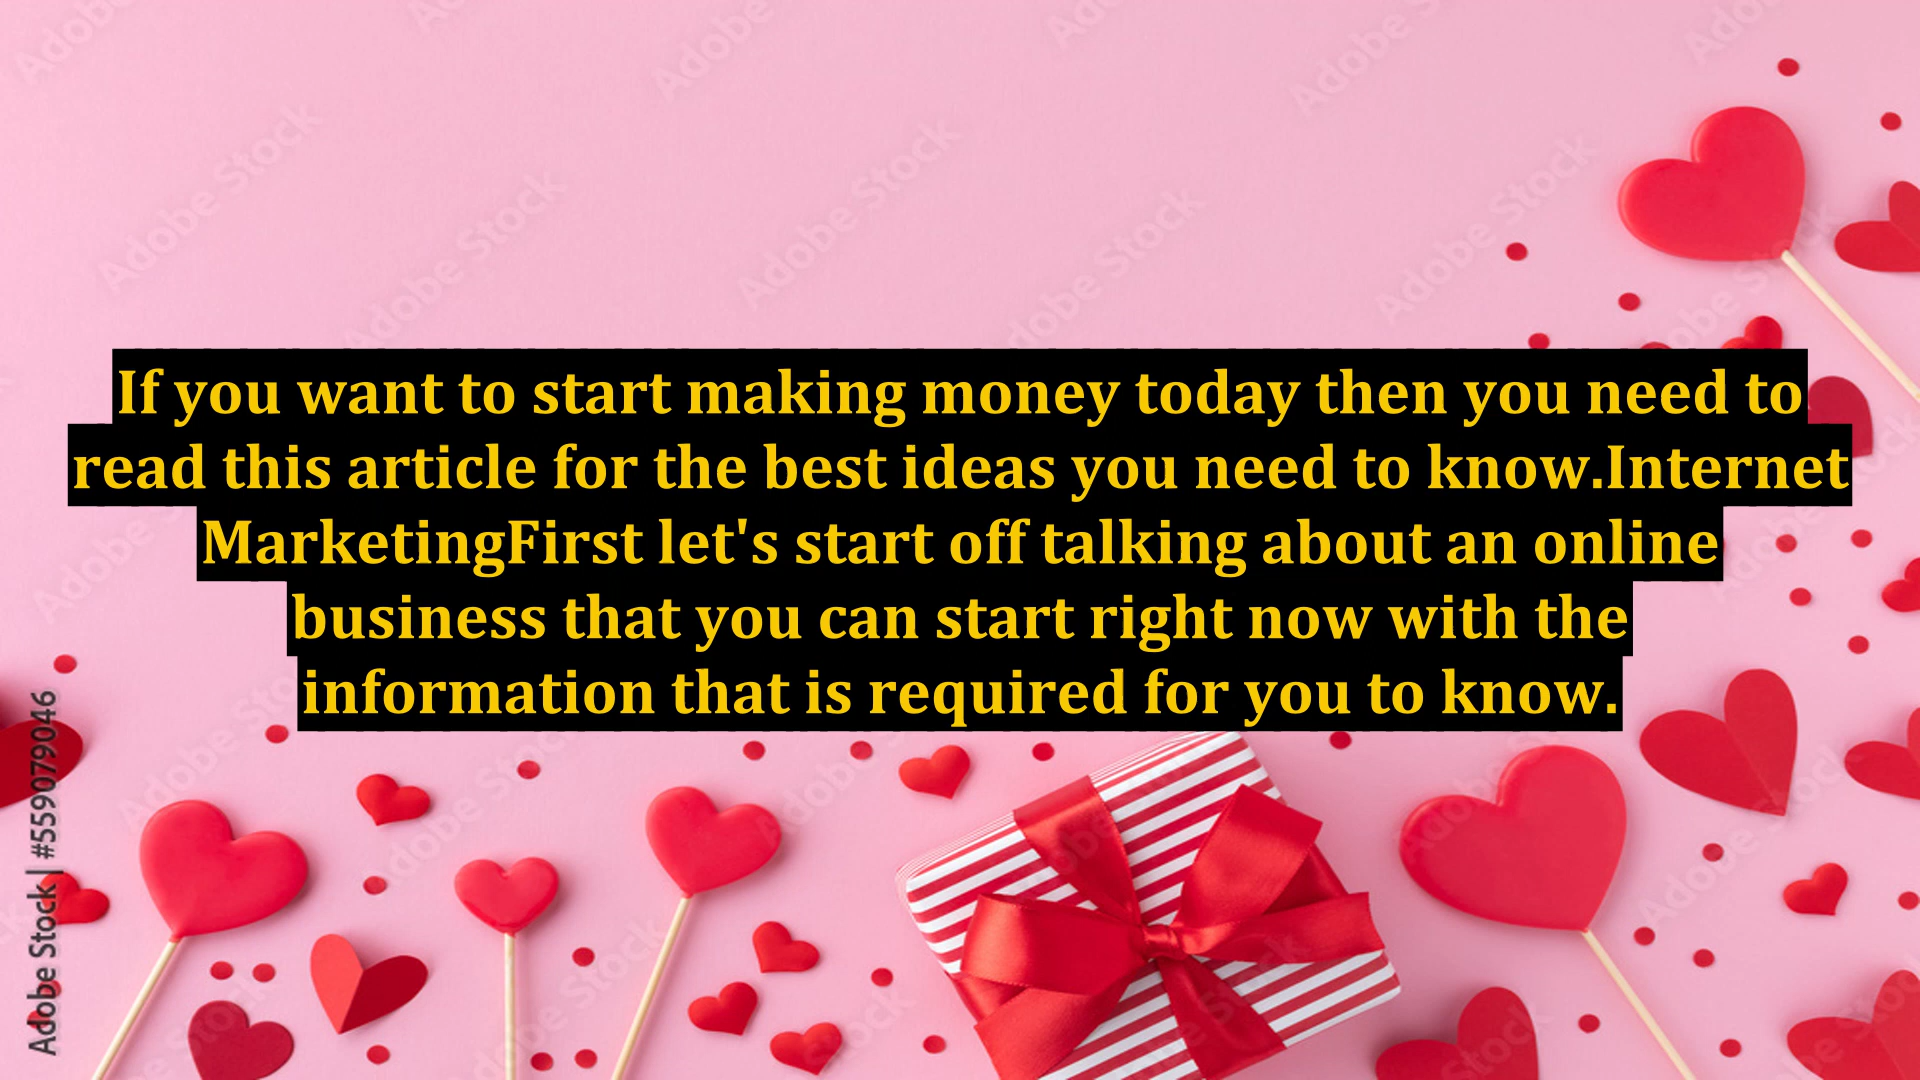 If you want to start making money today then you need to
read this article for the best ideas you need to know.Internet
MarketingFirst let's start off talking about an online
business that you can start right now with the
information that is required for you to know.
Adobe Stock | #559079046
Adobe Stock